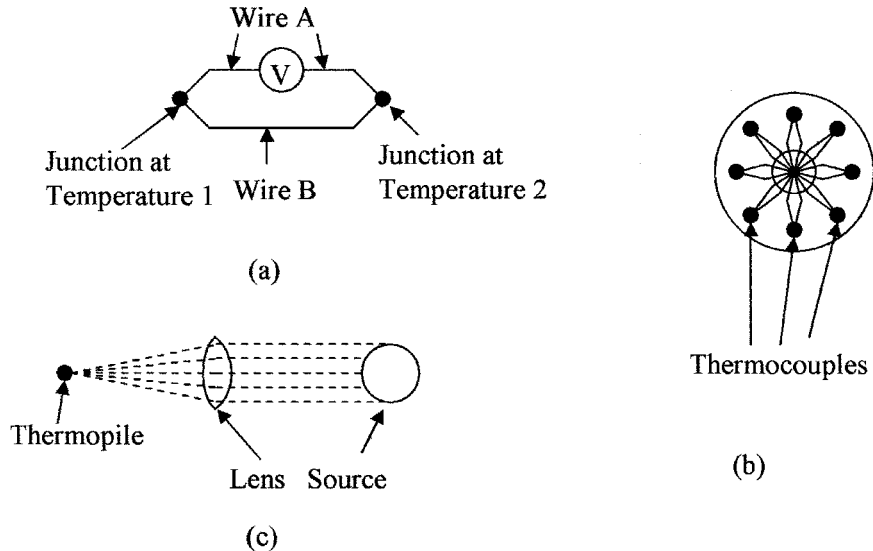 Wire A
V
Junction at
Temperature 1
Wire B
Junction at
Temperature 2
(a)
Thermocouples
(b)
Thermopile
Lens
Source
(c)